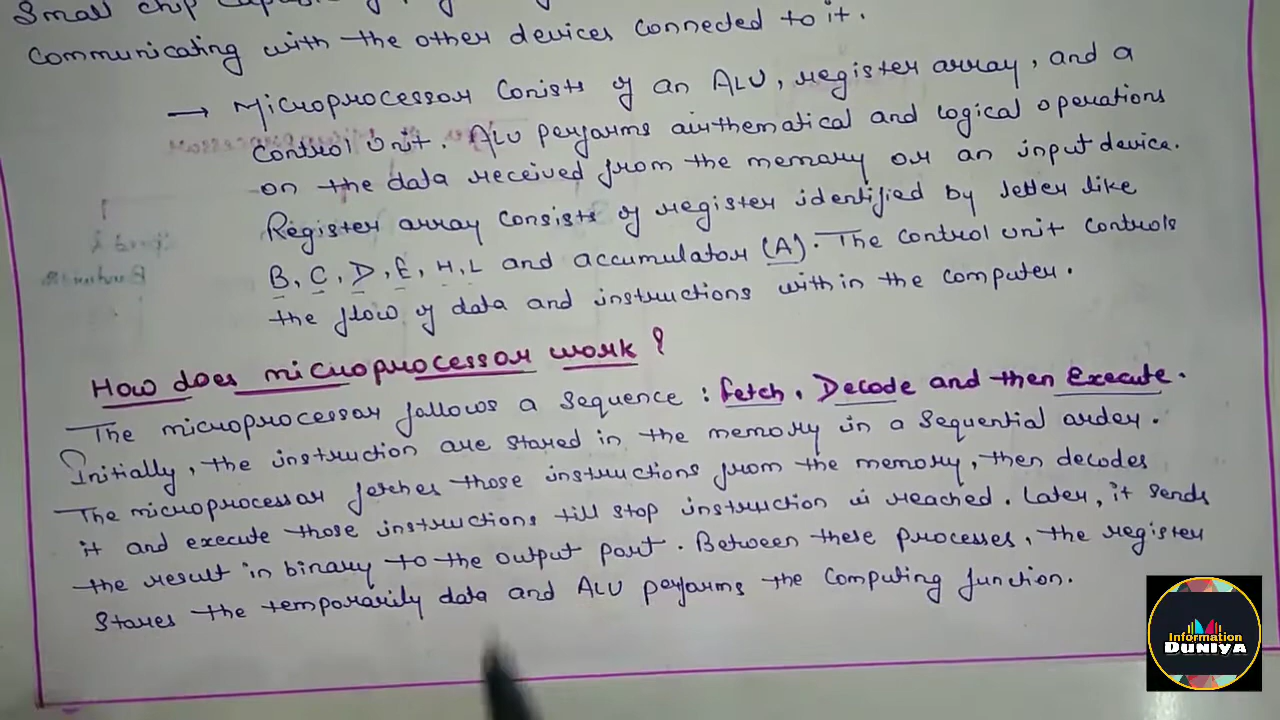 Small chip
Communicating with the other devices connected to it.
→ Microprocessor Conists of an ALU, register array, and a
Control Unit. ALU performs airthematical and logical operations
on the data received from the memory or an input device.
Register array consists of register identified by letter like
B, C, D, E, H, L and accumulator (A). The control unit controls
the flow of data and instructions within the computer.
How does microprocessor work?
The microprocessor follows a sequence : Fetch, Decode and then Execute.
Initially, the instruction are stored in the memory in a sequential order.
The microprocessor fetches those instructions from the memory, then decodes
it and execute those instructions till stop instruction is reached. Later, it sends
the result in binary to the output port. Between these processes, the register
stores the temporarily data and ALU performs the computing function.
Information
Duniya